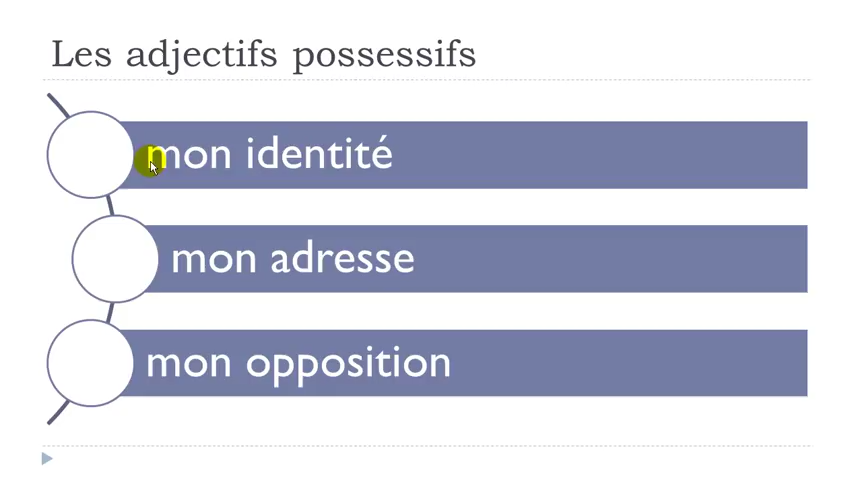 Les adjectifs possessifs
mon identité
mon adresse
mon opposition